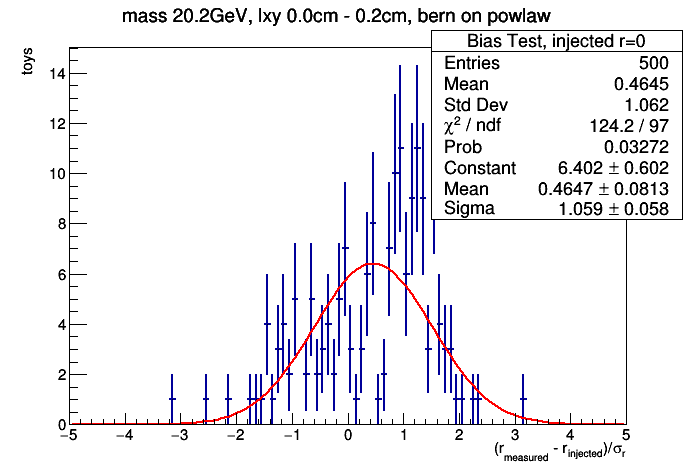 mass 20.2GeV, lxy 0.0cm - 0.2cm, bern on powlaw
Bias Test, injected r=0
Entries 500
Mean 0.4645
Std Dev 1.062
χ² / ndf 124.2 / 97
Prob 0.03272
Constant 6.402 ± 0.602
Mean 0.4647 ± 0.0813
Sigma 1.059 ± 0.058
toys
14
12
10
8
6
4
2
0
−5 −4 −3 −2 −1 0 1 2 3 4 5
(r_measured - r_injected)/σ_r